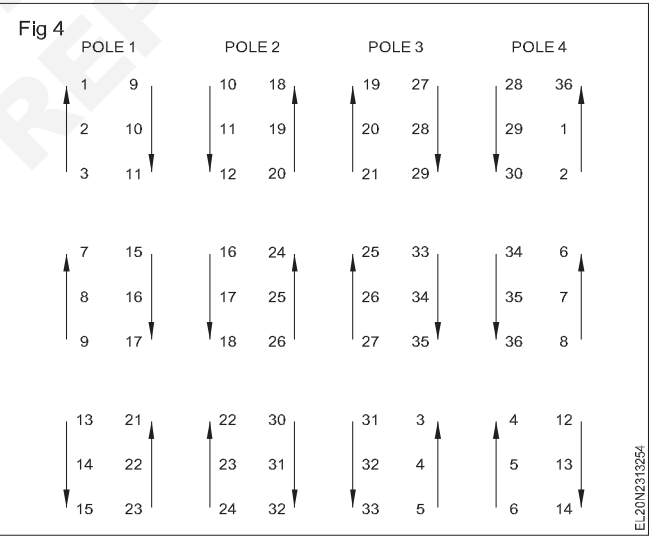 Fig 4
POLE 1 POLE 2 POLE 3 POLE 4
1 9 10 18 19 27 28 36
2 10 11 19 20 28 29 1
3 11 12 20 21 29 30 2
7 15 16 24 25 33 34 6
8 16 17 25 26 34 35 7
9 17 18 26 27 35 36 8
13 21 22 30 31 3 4 12
14 22 23 31 32 4 5 13
15 23 24 32 33 5 6 14
EL20N2313254